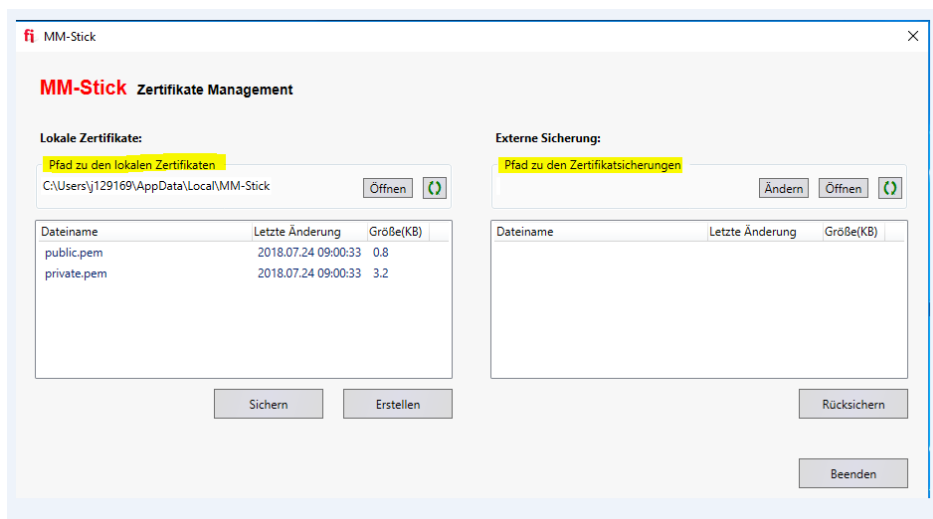 fi MM-Stick
MM-Stick Zertifikate Management
Lokale Zertifikate:
Pfad zu den lokalen Zertifikaten
C:\Users\j129169\AppData\Local\MM-Stick Öffnen
Dateiname Letzte Änderung Größe(KB)
public.pem 2018.07.24 09:00:33 0.8
private.pem 2018.07.24 09:00:33 3.2
Sichern Erstellen
Externe Sicherung:
Pfad zu den Zertifikatsicherungen
Ändern Öffnen
Dateiname Letzte Änderung Größe(KB)
Rücksichern
Beenden